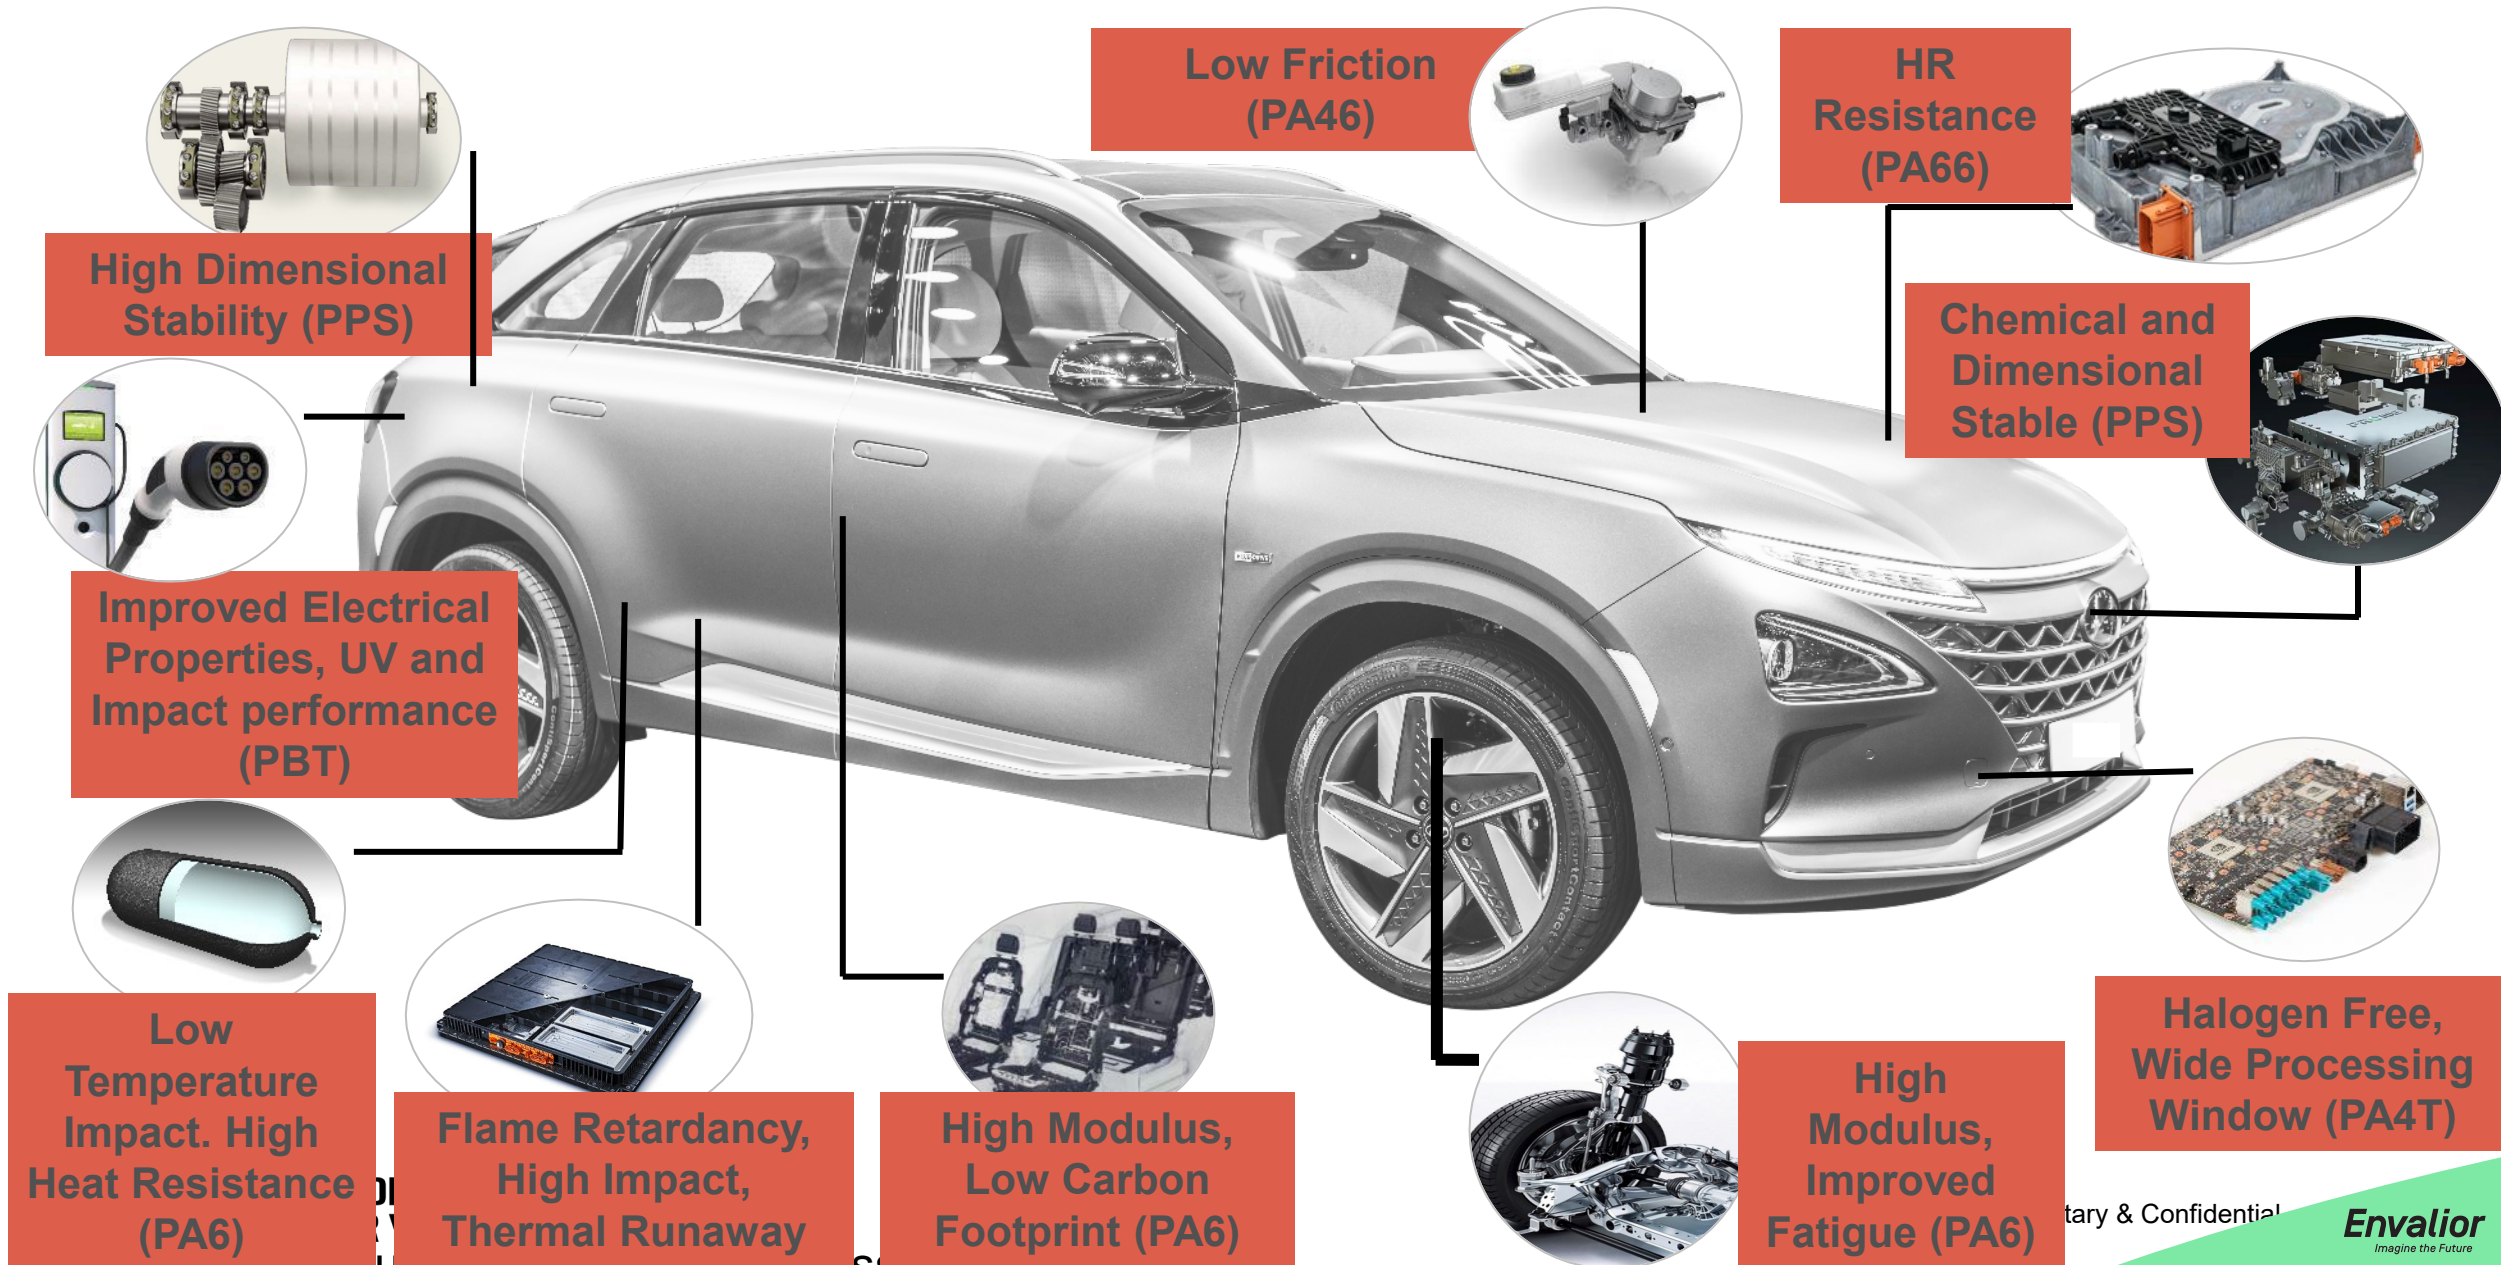 Low Friction
(PA46)
HR
Resistance
(PA66)
High Dimensional
Stability (PPS)
Chemical and
Dimensional
Stable (PPS)
Improved Electrical
Properties, UV and
Impact performance
(PBT)
Low
Temperature
Impact. High
Heat Resistance
(PA6)
Flame Retardancy,
High Impact,
Thermal Runaway
High Modulus,
Low Carbon
Footprint (PA6)
High
Modulus,
Improved
Fatigue (PA6)
Halogen Free,
Wide Processing
Window (PA4T)
tary & Confidential
Envalior
Imagine the Future